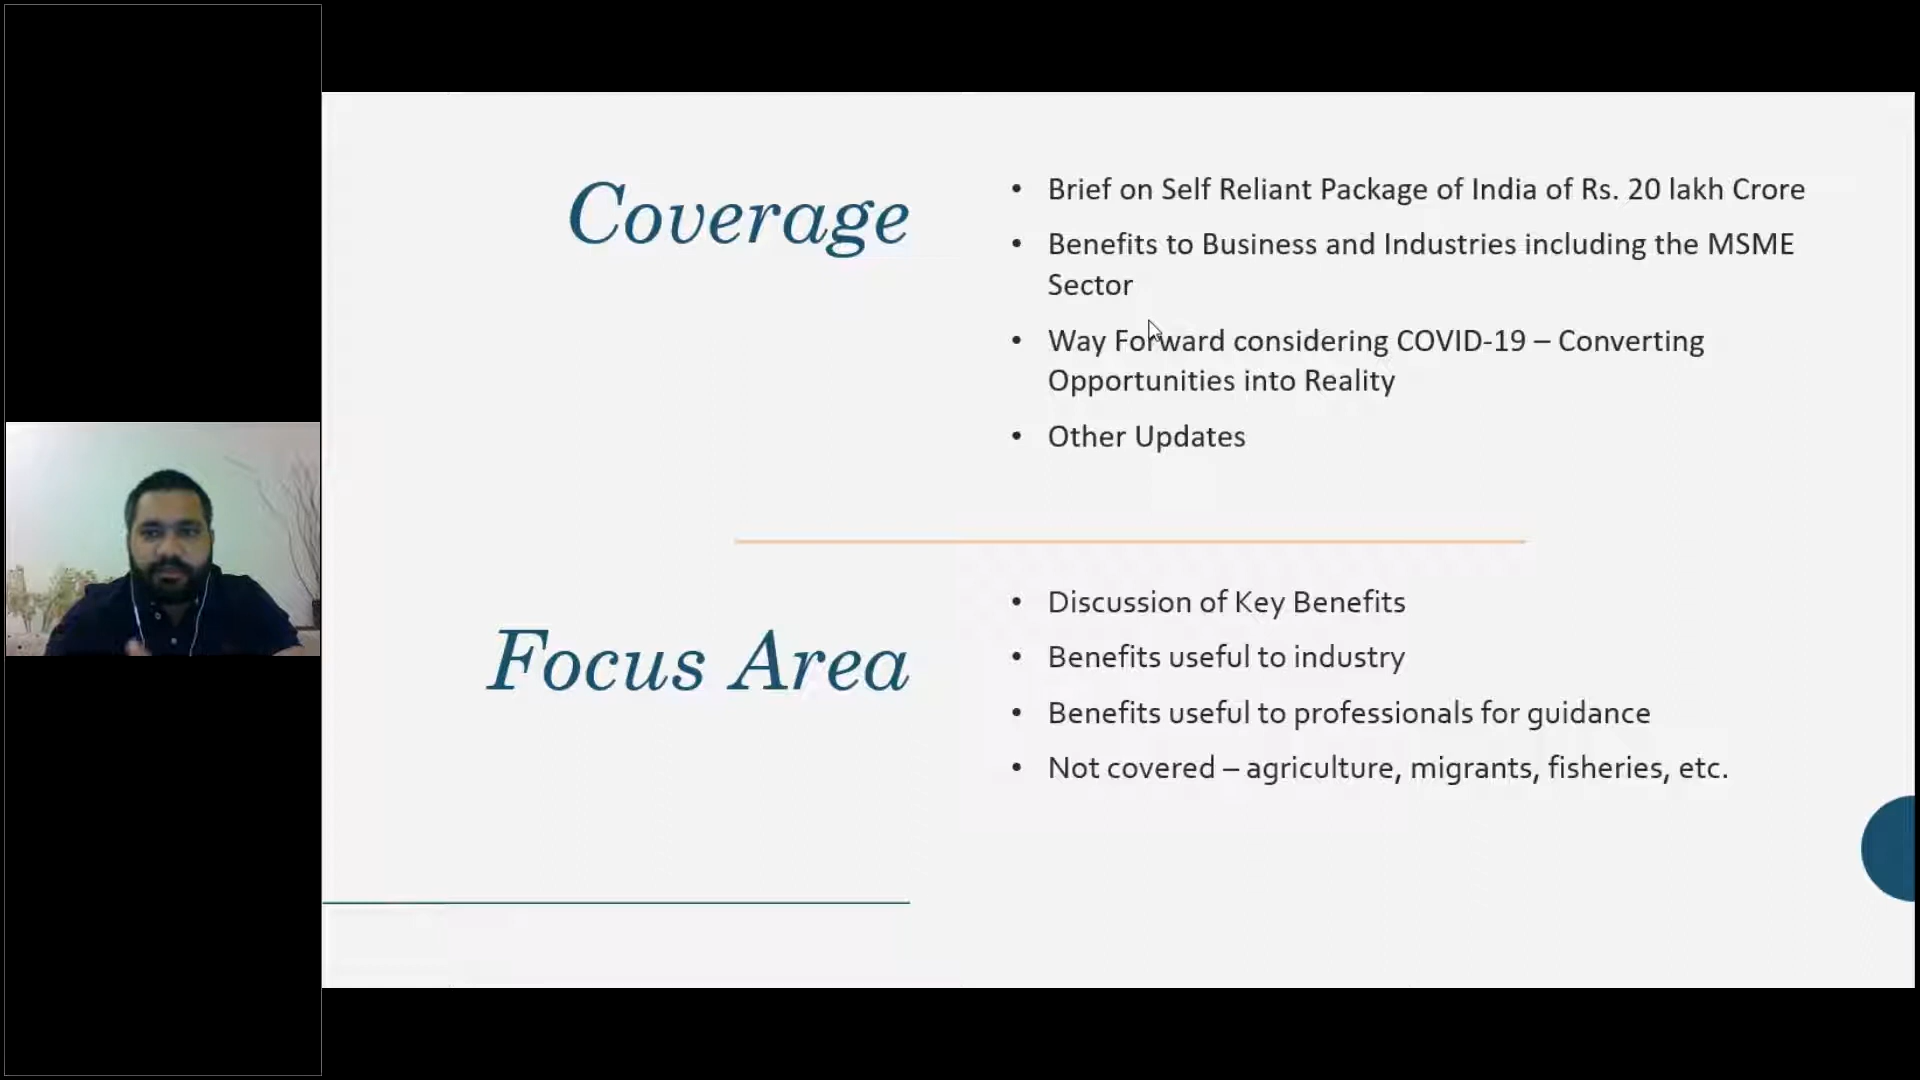 Coverage
• Brief on Self Reliant Package of India of Rs. 20 lakh Crore
• Benefits to Business and Industries including the MSME
Sector
• Way Forward considering COVID-19 – Converting
Opportunities into Reality
• Other Updates
Focus Area
• Discussion of Key Benefits
• Benefits useful to industry
• Benefits useful to professionals for guidance
• Not covered – agriculture, migrants, fisheries, etc.